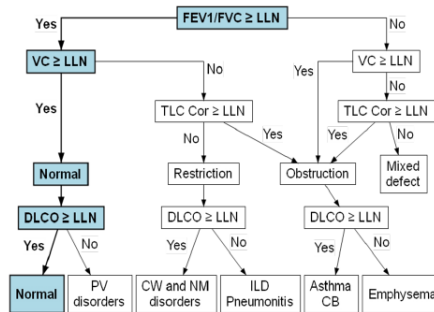 FEV1/FVC ≥ LLN
Yes
No
VC ≥ LLN
VC ≥ LLN
No
Yes
Yes
No
TLC Cor ≥ LLN
TLC Cor ≥ LLN
No
Yes
Yes
No
Normal
Restriction
Obstruction
Mixed
defect
DLCO ≥ LLN
DLCO ≥ LLN
DLCO ≥ LLN
Yes
No
Yes
No
Yes
No
Normal
PV
disorders
CW and NM
disorders
ILD
Pneumonitis
Asthma
CB
Emphysema